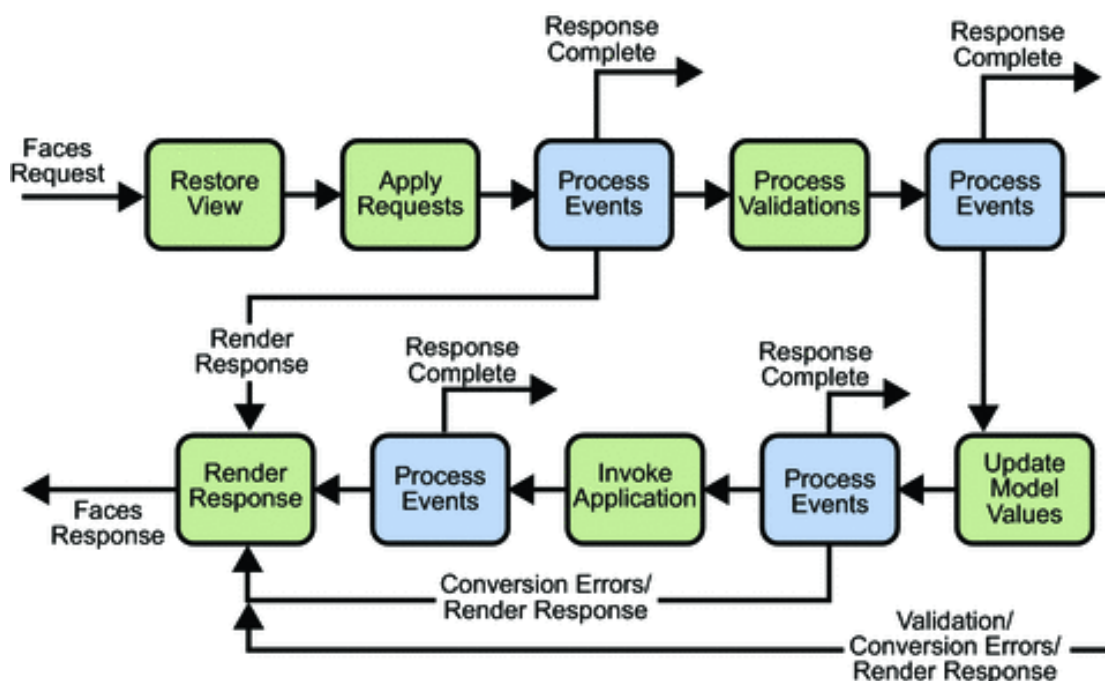 Response
Complete
Response
Complete
Faces
Request
Restore
View
Apply
Requests
Process
Events
Process
Validations
Process
Events
Render
Response
Response
Complete
Response
Complete
Render
Response
Process
Events
Invoke
Application
Process
Events
Update
Model
Values
Faces
Response
Conversion Errors/
Render Response
Validation/
Conversion Errors/
Render Response